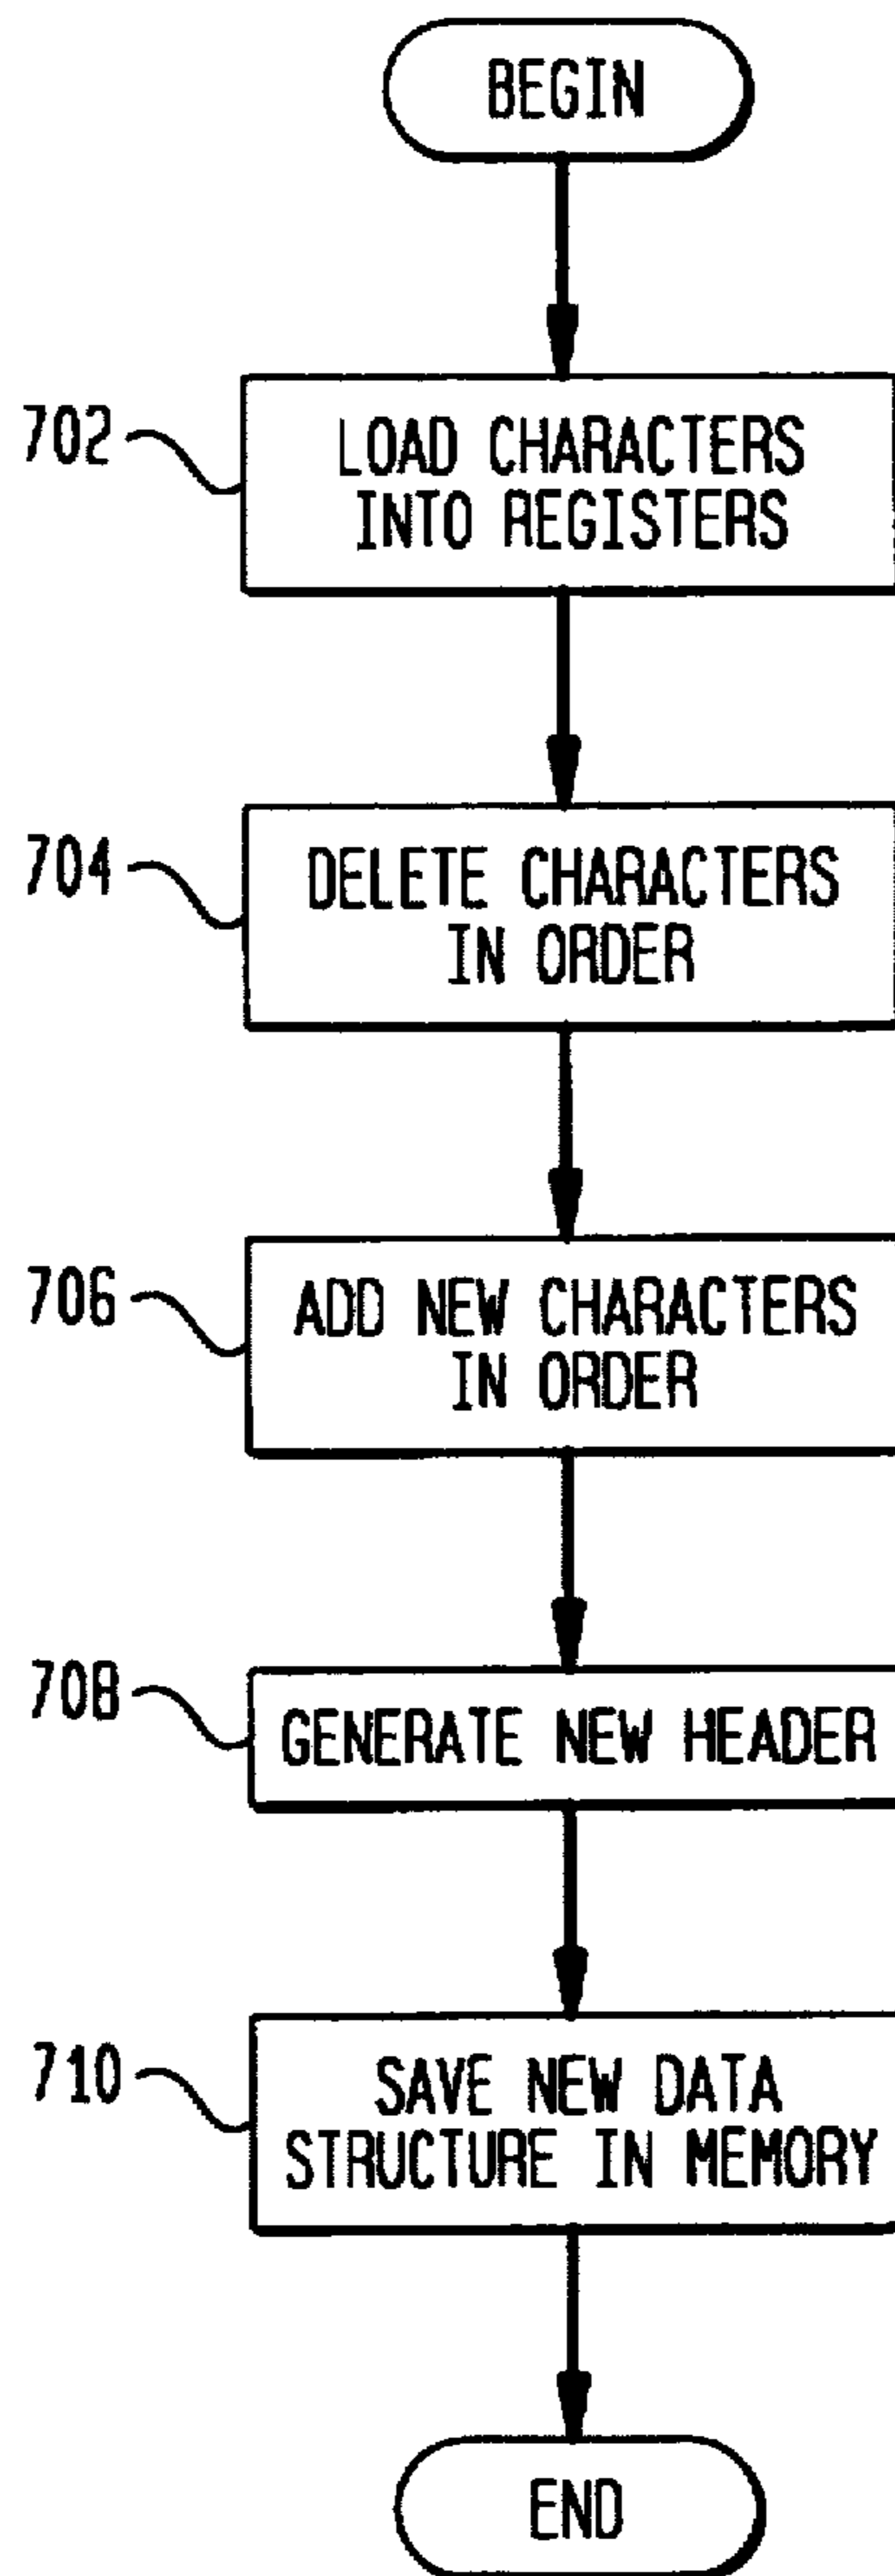 BEGIN
702
LOAD CHARACTERS
INTO REGISTERS
704
DELETE CHARACTERS
IN ORDER
706
ADD NEW CHARACTERS
IN ORDER
708
GENERATE NEW HEADER
710
SAVE NEW DATA
STRUCTURE IN MEMORY
END